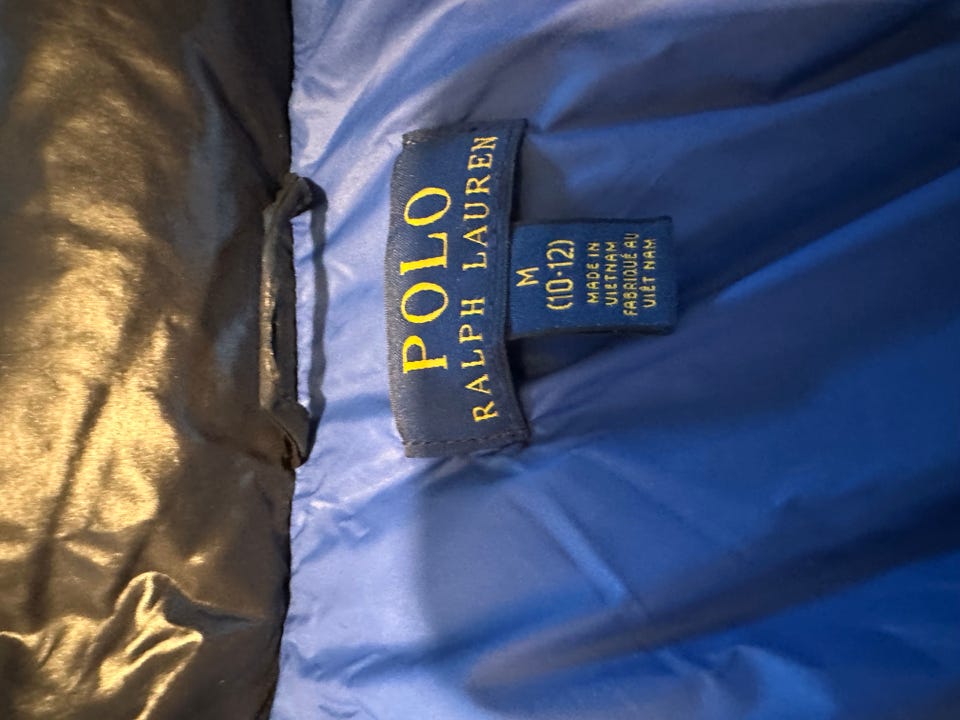 POLO
RALPH LAUREN
M
(10-12)
MADE IN
VIETNAM
FABRIQUÉ AU
VIÊT NAM